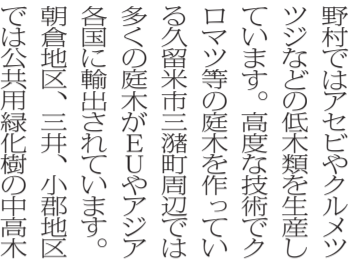 野村ではアセビやクルメツ
ツジなどの低木類を生産し
ています。高度な技術でク
ロマツ等の庭木を作ってい
る久留米市三潴町周辺では
多くの庭木がEUやアジア
各国に輸出されています。
朝倉地区、三井、小郡地区
では公共用緑化樹の中高木